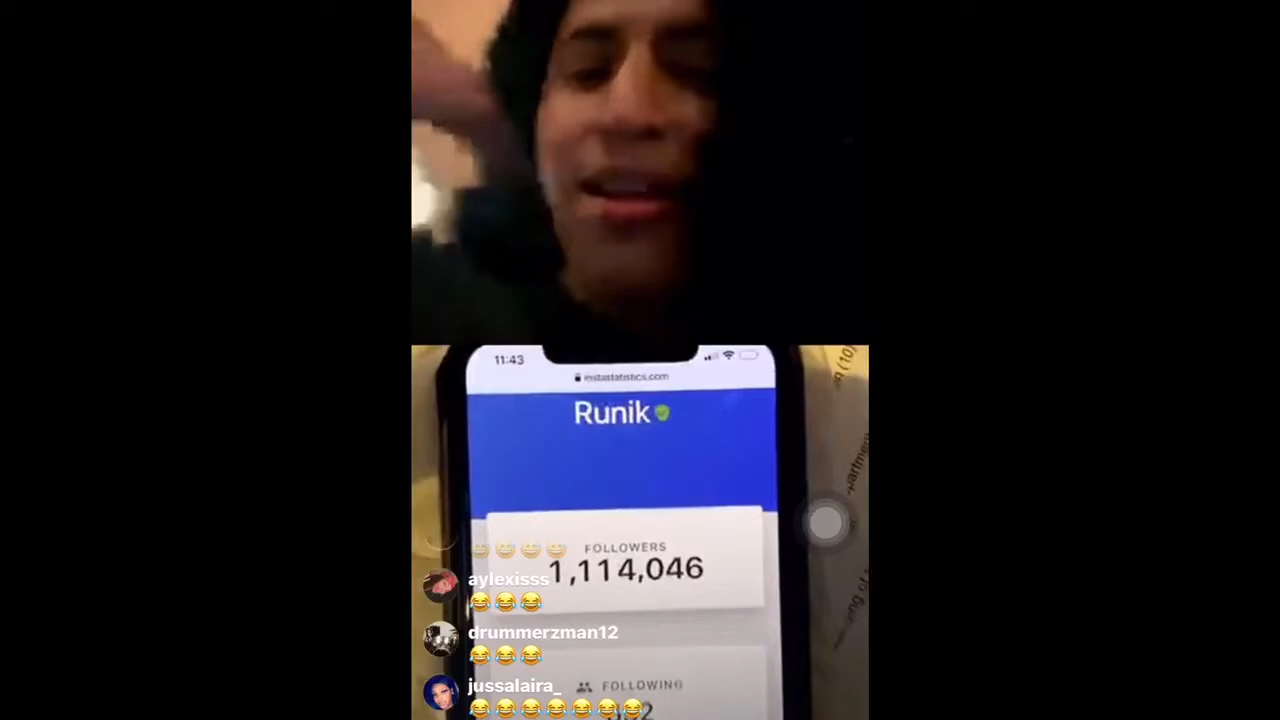 11:43
instastatistics.com
Runik
FOLLOWERS
1,114,046
aylexisss
😂😂😂
drummerzman12
😂😂😂
FOLLOWING
jussalaira_
😂😂😂😂😂😂😂